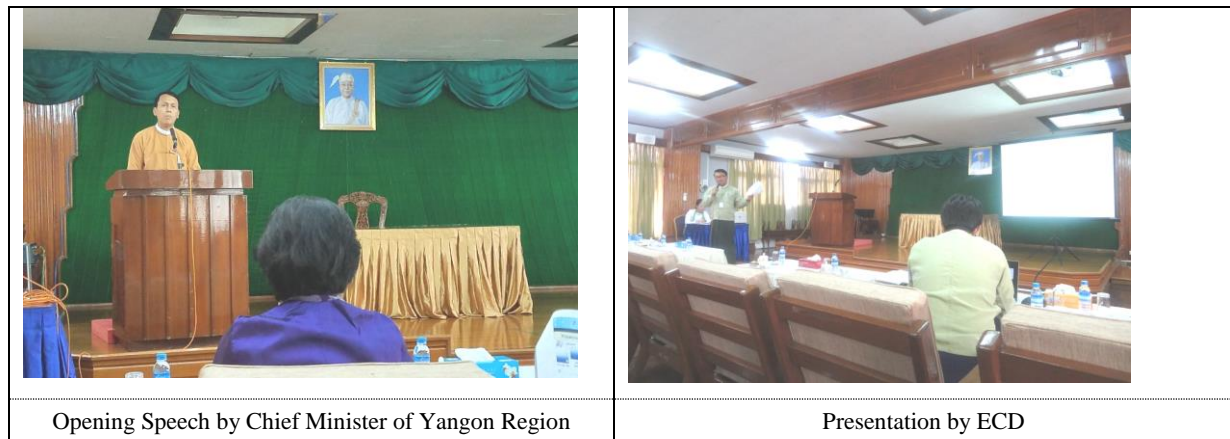 Opening Speech by Chief Minister of Yangon Region
Presentation by ECD